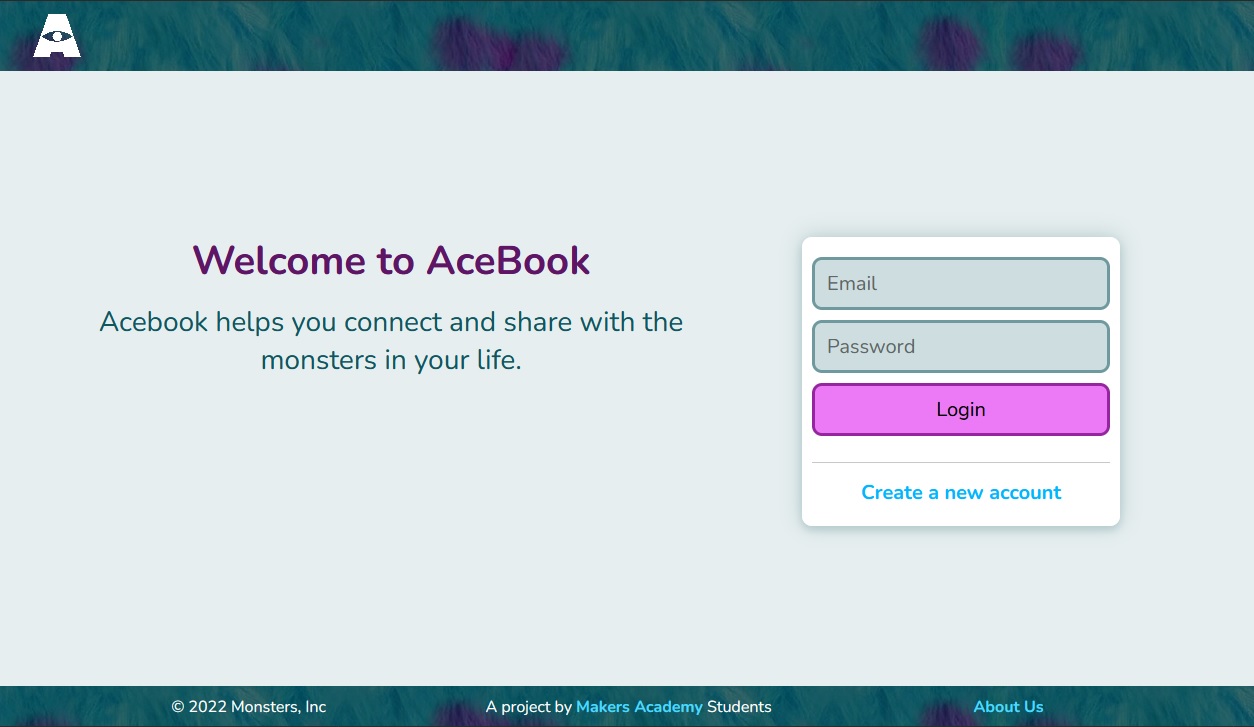 A
Welcome to AceBook
Acebook helps you connect and share with the
monsters in your life.
Email
Password
Login
Create a new account
© 2022 Monsters, Inc
A project by Makers Academy Students
About Us